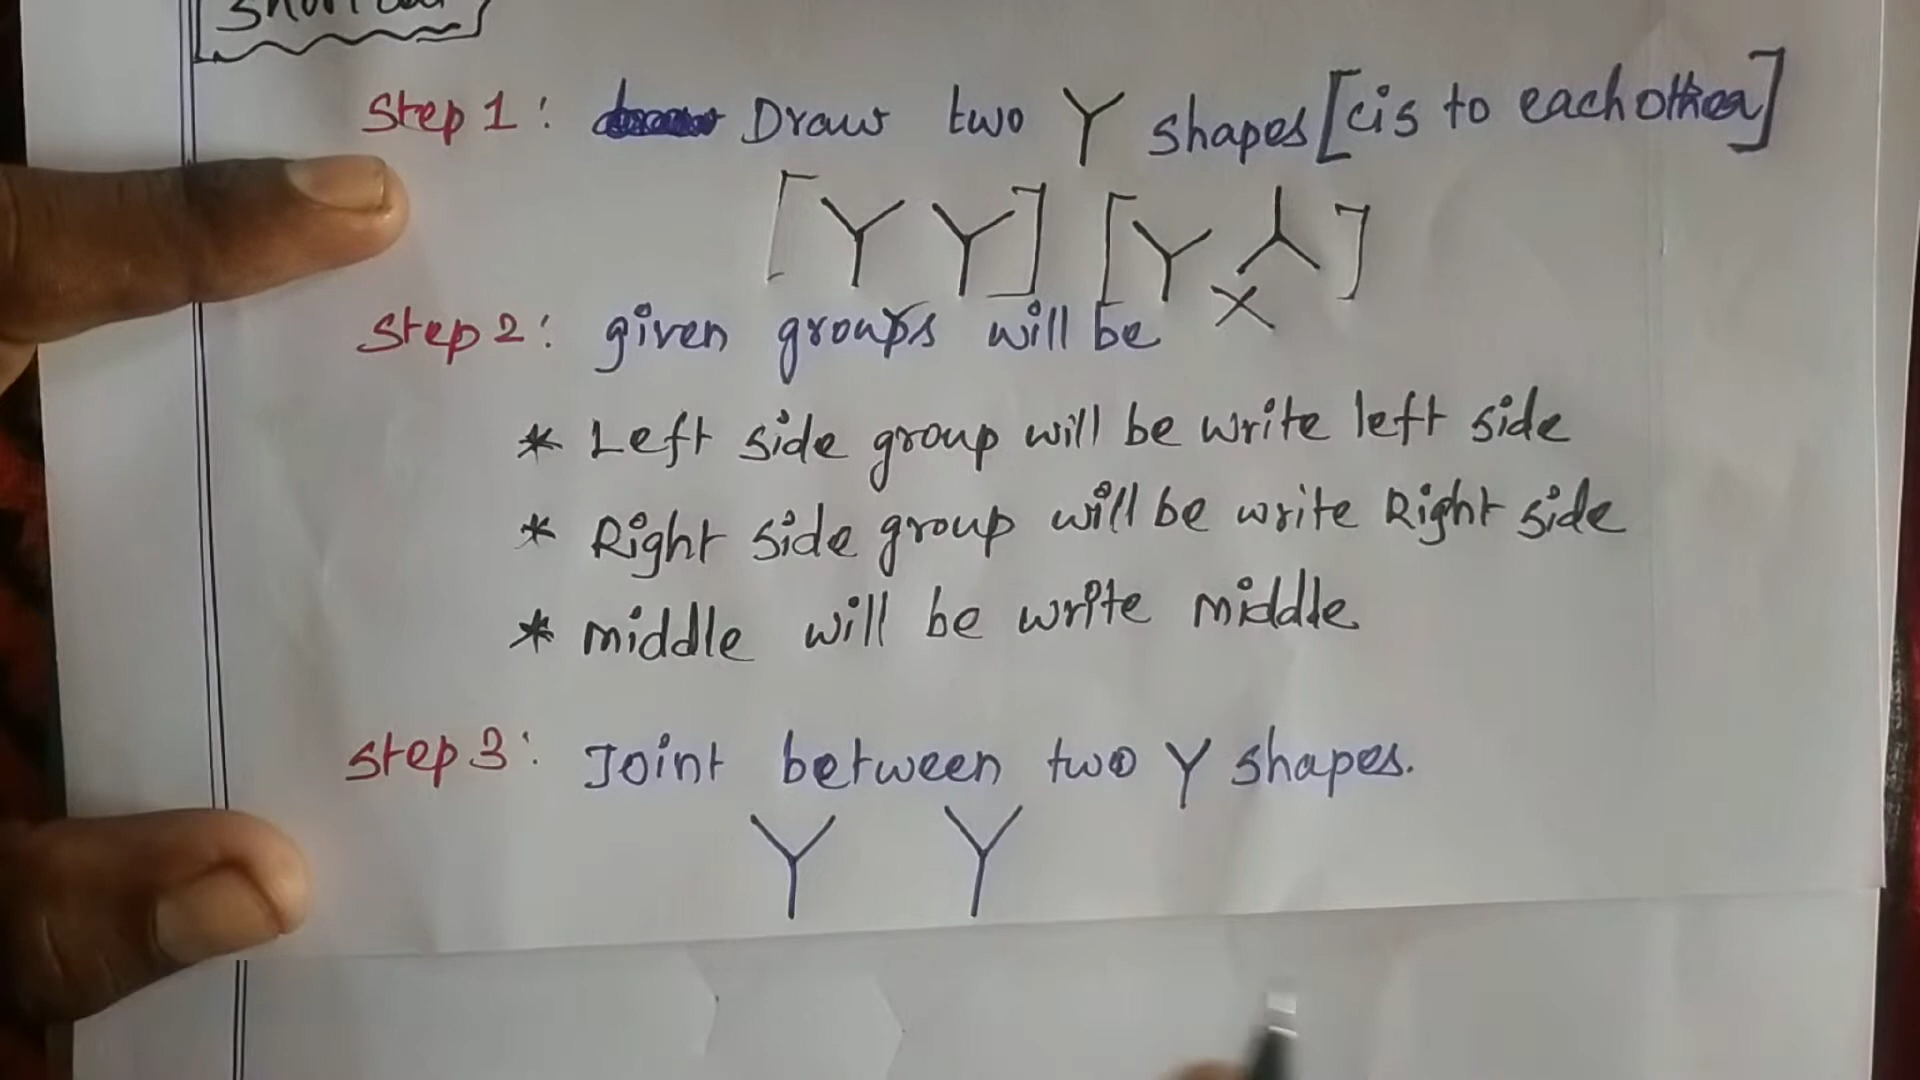 Step 1: Draw two Y shapes [cis to each other]
[Y Y] [Y Y]
X
Step 2: given groups will be
* Left side group will be write left side
* Right side group will be write Right side
* middle will be write middle
Step 3: Joint between two Y shapes.
Y Y